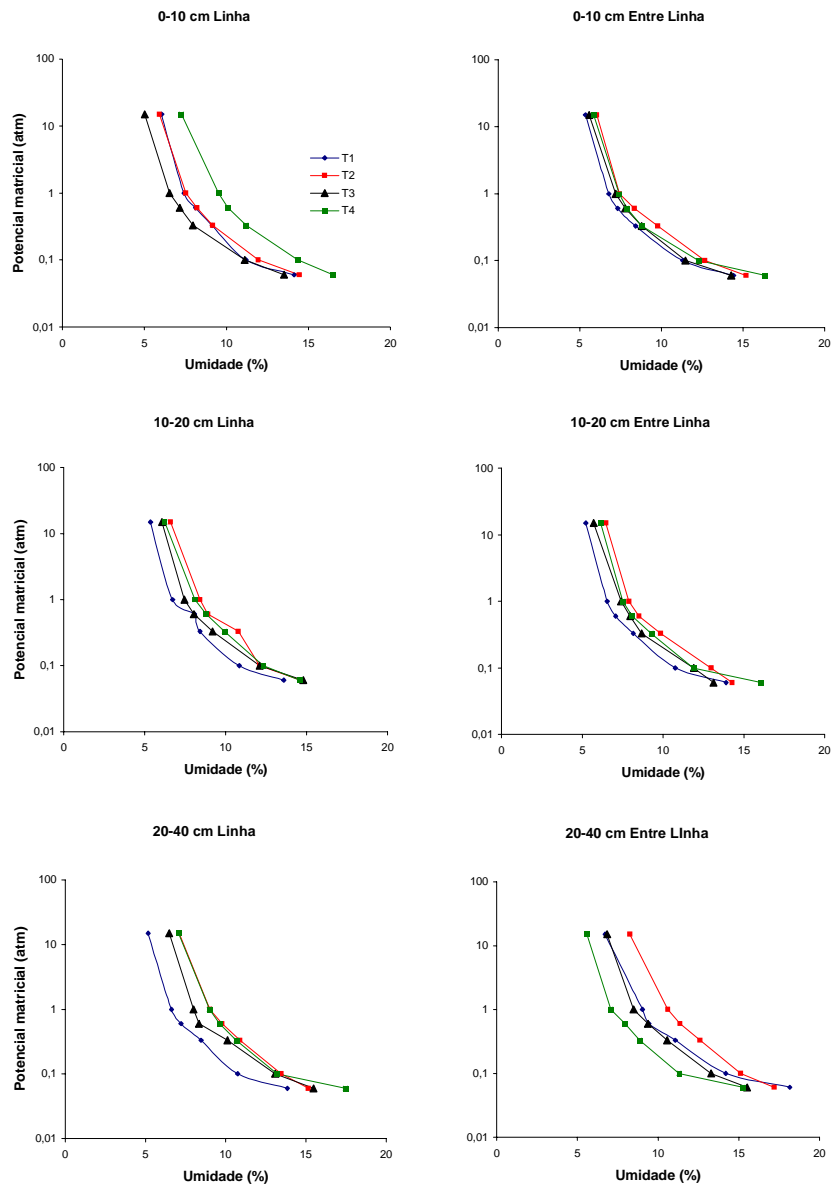 0-10 cm Linha
Potencial matricial (atm)
100
10
1
0,1
0,01
0 5 10 15 20
Umidade (%)
T1
T2
T3
T4
0-10 cm Entre Linha
100
10
1
0,1
0,01
0 5 10 15 20
Umidade (%)
10-20 cm Linha
Potencial matricial (atm)
100
10
1
0,1
0,01
0 5 10 15 20
Umidade (%)
10-20 cm Entre Linha
100
10
1
0,1
0,01
0 5 10 15 20
Umidade (%)
20-40 cm Linha
Potencial matricial (atm)
100
10
1
0,1
0,01
0 5 10 15 20
Umidade (%)
20-40 cm Entre LInha
100
10
1
0,1
0,01
0 5 10 15 20
Umidade (%)